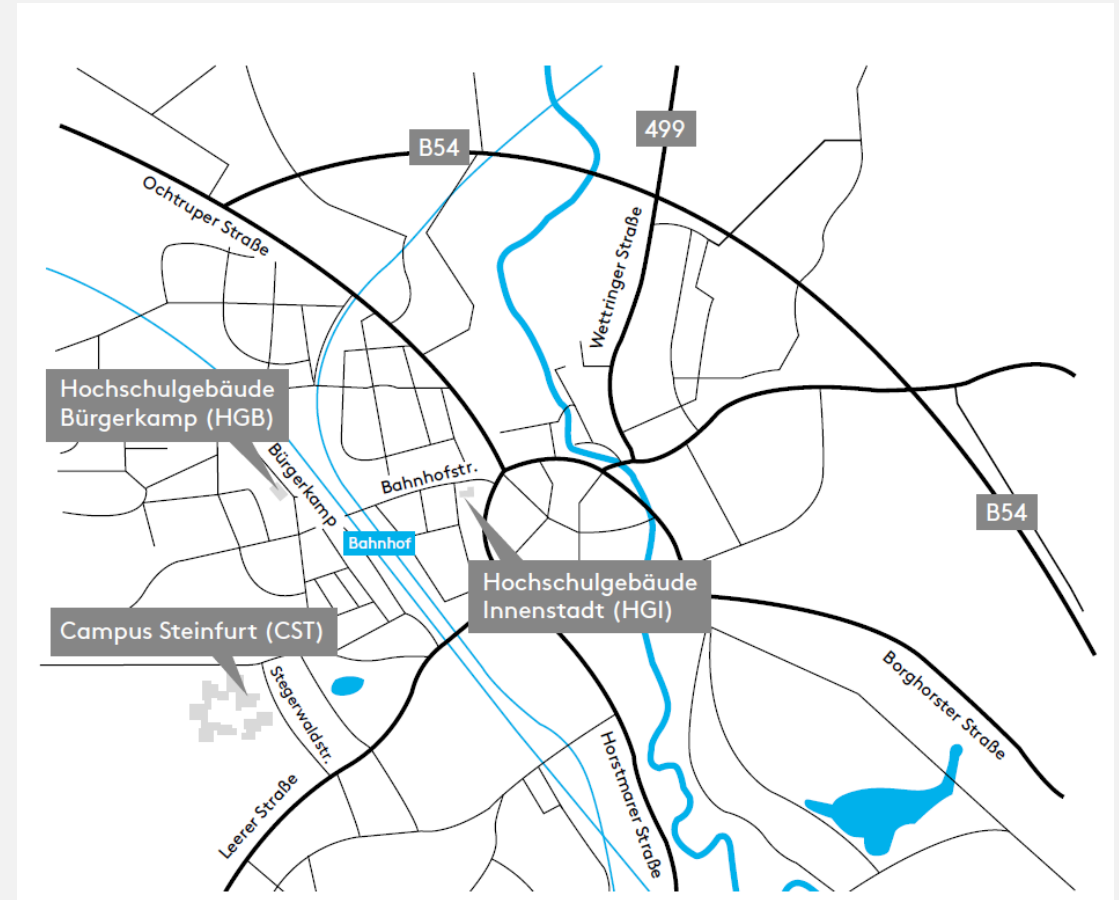 B54
499
Ochtruper Straße
Wettringer Straße
Hochschulgebäude
Bürgerkamp (HGB)
Bürgerkamp
Bahnhofstr.
B54
Bahnhof
Hochschulgebäude
Innenstadt (HGI)
Campus Steinfurt (CST)
Stegerwaldstr.
Borghorster Straße
Horstmarer Straße
Leerer Straße